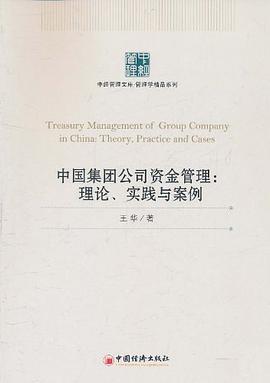 中经
管理
中经管理文库·管理学精品系列
Treasury Management of Group Company
in China: Theory, Practice and Cases
中国集团公司资金管理：
理论、实践与案例
王 华 / 著
中国经济出版社